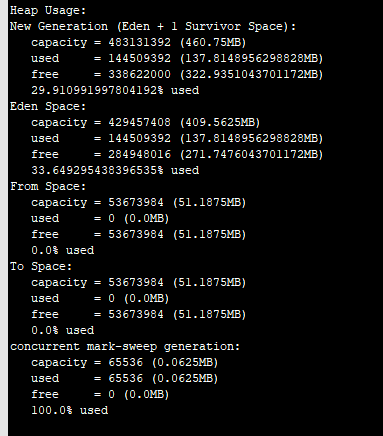 Heap Usage:
New Generation (Eden + 1 Survivor Space):
   capacity = 483131392 (460.75MB)
   used     = 144509392 (137.8148956298828MB)
   free     = 338622000 (322.9351043701172MB)
   29.910991997804192% used
Eden Space:
   capacity = 429457408 (409.5625MB)
   used     = 144509392 (137.8148956298828MB)
   free     = 284948016 (271.7476043701172MB)
   33.649295438396535% used
From Space:
   capacity = 53673984 (51.1875MB)
   used     = 0 (0.0MB)
   free     = 53673984 (51.1875MB)
   0.0% used
To Space:
   capacity = 53673984 (51.1875MB)
   used     = 0 (0.0MB)
   free     = 53673984 (51.1875MB)
   0.0% used
concurrent mark-sweep generation:
   capacity = 65536 (0.0625MB)
   used     = 65536 (0.0625MB)
   free     = 0 (0.0MB)
   100.0% used